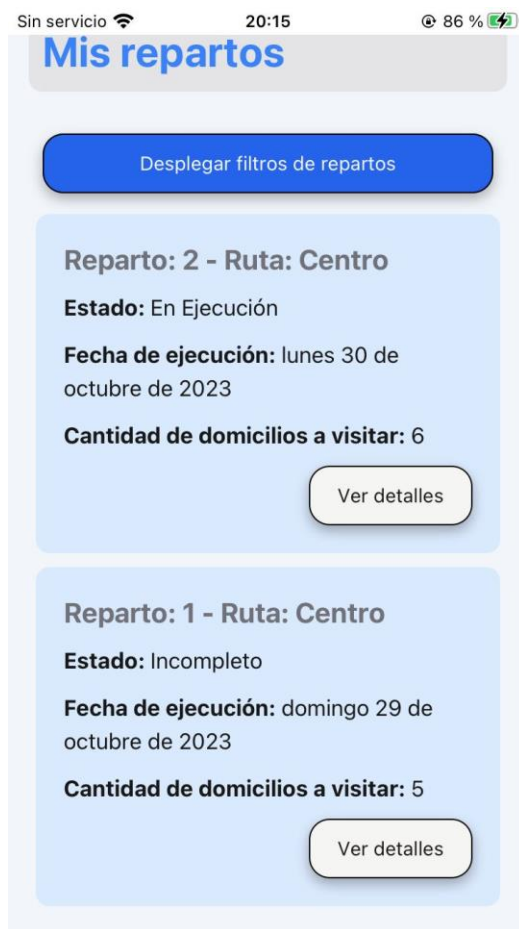 Sin servicio 20:15 86 %
Mis repartos
Desplegar filtros de repartos
Reparto: 2 - Ruta: Centro
Estado: En Ejecución
Fecha de ejecución: lunes 30 de
octubre de 2023
Cantidad de domicilios a visitar: 6
Ver detalles
Reparto: 1 - Ruta: Centro
Estado: Incompleto
Fecha de ejecución: domingo 29 de
octubre de 2023
Cantidad de domicilios a visitar: 5
Ver detalles